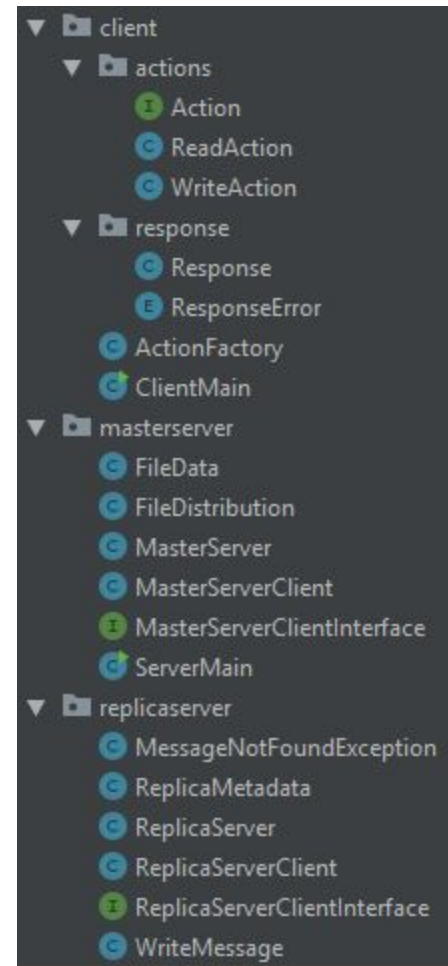 client
actions
I Action
C ReadAction
C WriteAction
response
C Response
E ResponseError
C ActionFactory
C ClientMain
masterserver
C FileData
C FileDistribution
C MasterServer
C MasterServerClient
I MasterServerClientInterface
C ServerMain
replicaserver
C MessageNotFoundException
C ReplicaMetadata
C ReplicaServer
C ReplicaServerClient
I ReplicaServerClientInterface
C WriteMessage